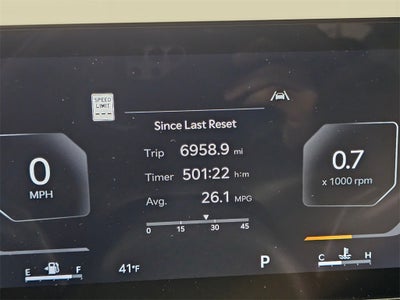 SPEED
LIMIT
Since Last Reset
Trip 6958.9 mi
Timer 501:22 h:m
Avg. 26.1 MPG
0 15 30 45
0
MPH
0.7
x 1000 rpm
E F
41°F
P
C H